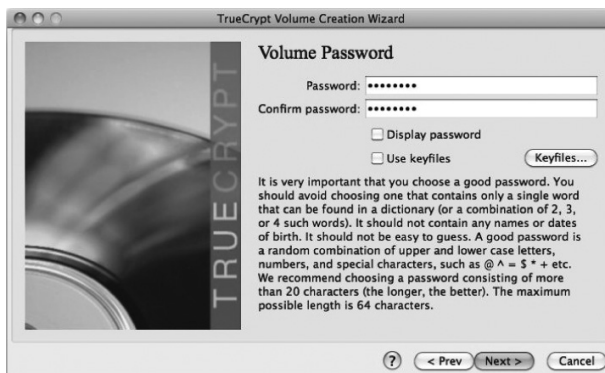 TrueCrypt Volume Creation Wizard
TRUECRYPT
Volume Password
Password: ••••••••
Confirm password: ••••••••
Display password
Use keyfiles
Keyfiles...
It is very important that you choose a good password. You
should avoid choosing one that contains only a single word
that can be found in a dictionary (or a combination of 2, 3,
or 4 such words). It should not contain any names or dates
of birth. It should not be easy to guess. A good password is
a random combination of upper and lower case letters,
numbers, and special characters, such as @ ^ = $ * + etc.
We recommend choosing a password consisting of more
than 20 characters (the longer, the better). The maximum
possible length is 64 characters.
? < Prev Next > Cancel